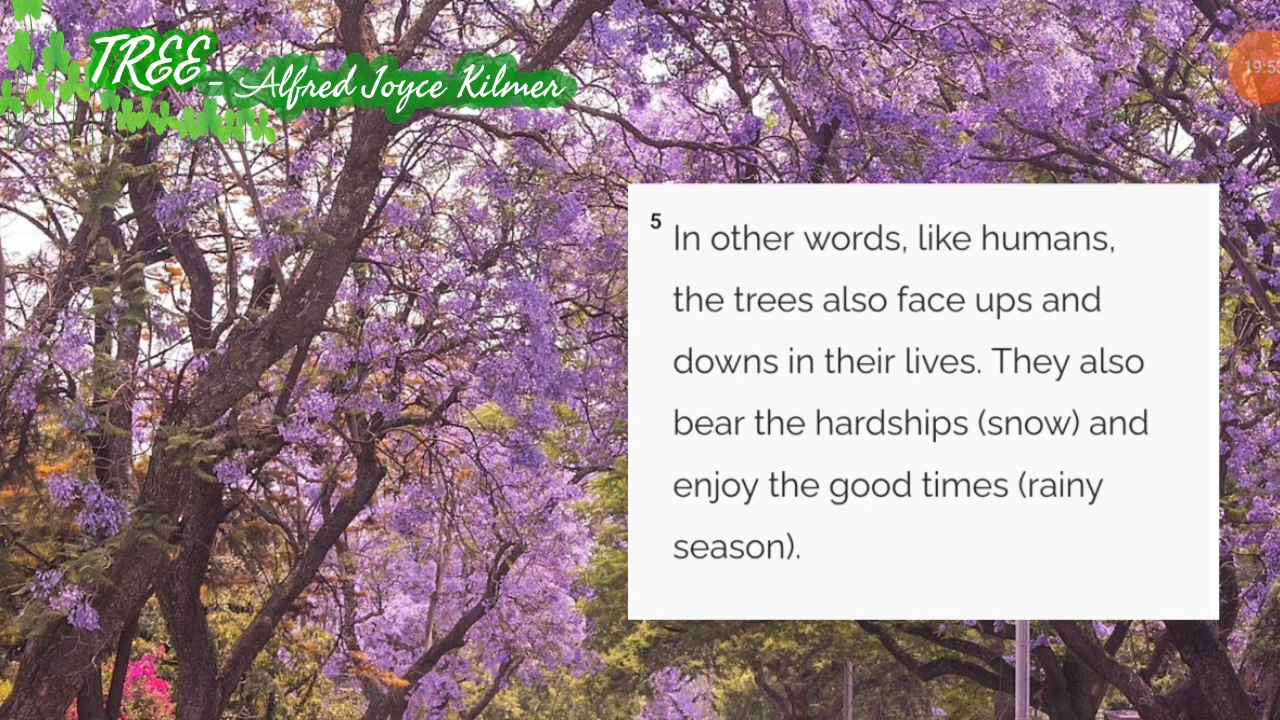 TREE - Alfred Joyce Kilmer
5 In other words, like humans,
the trees also face ups and
downs in their lives. They also
bear the hardships (snow) and
enjoy the good times (rainy
season).